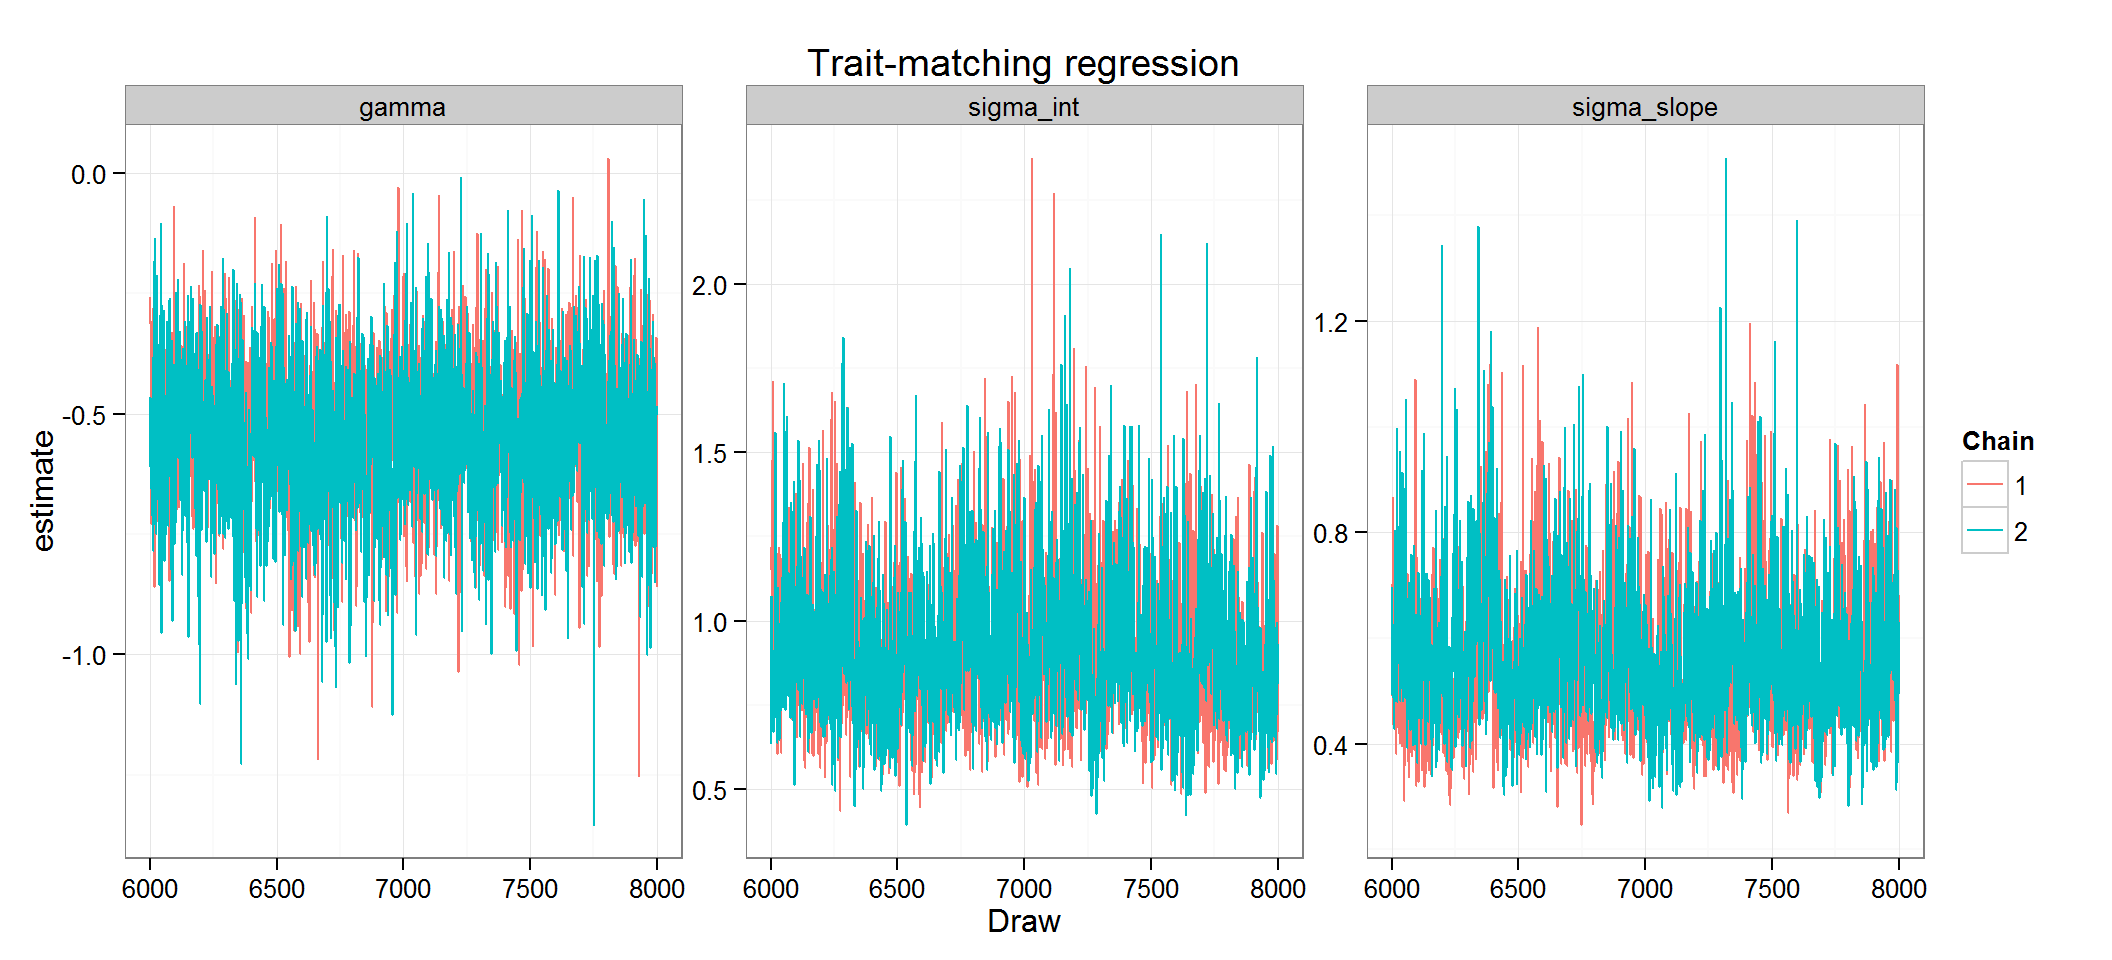 Trait-matching regression
gamma
sigma_int
sigma_slope
estimate
0.0
-0.5
-1.0
2.0
1.5
1.0
0.5
1.2
0.8
0.4
6000 6500 7000 7500 8000
6000 6500 7000 7500 8000
6000 6500 7000 7500 8000
Draw
Chain
1
2